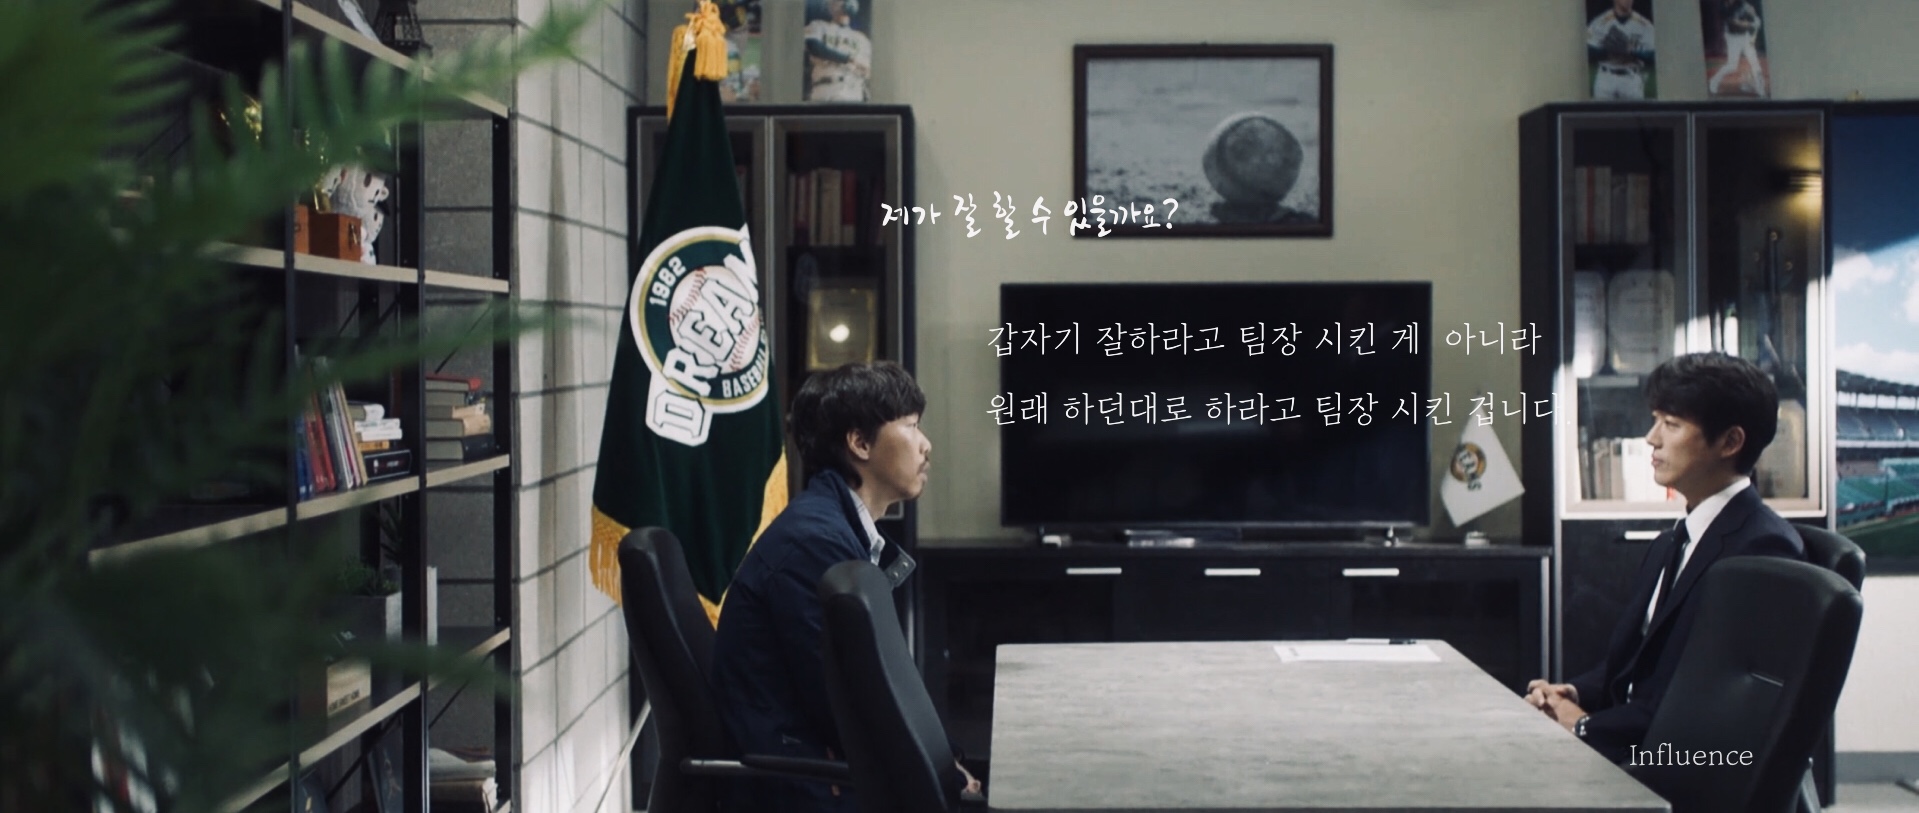 제가 잘 할 수 있을까요?
1982
DREAMS
BASEBALL
갑자기 잘하라고 팀장 시킨 게 아니라
원래 하던대로 하라고 팀장 시킨 겁니다.
Influence